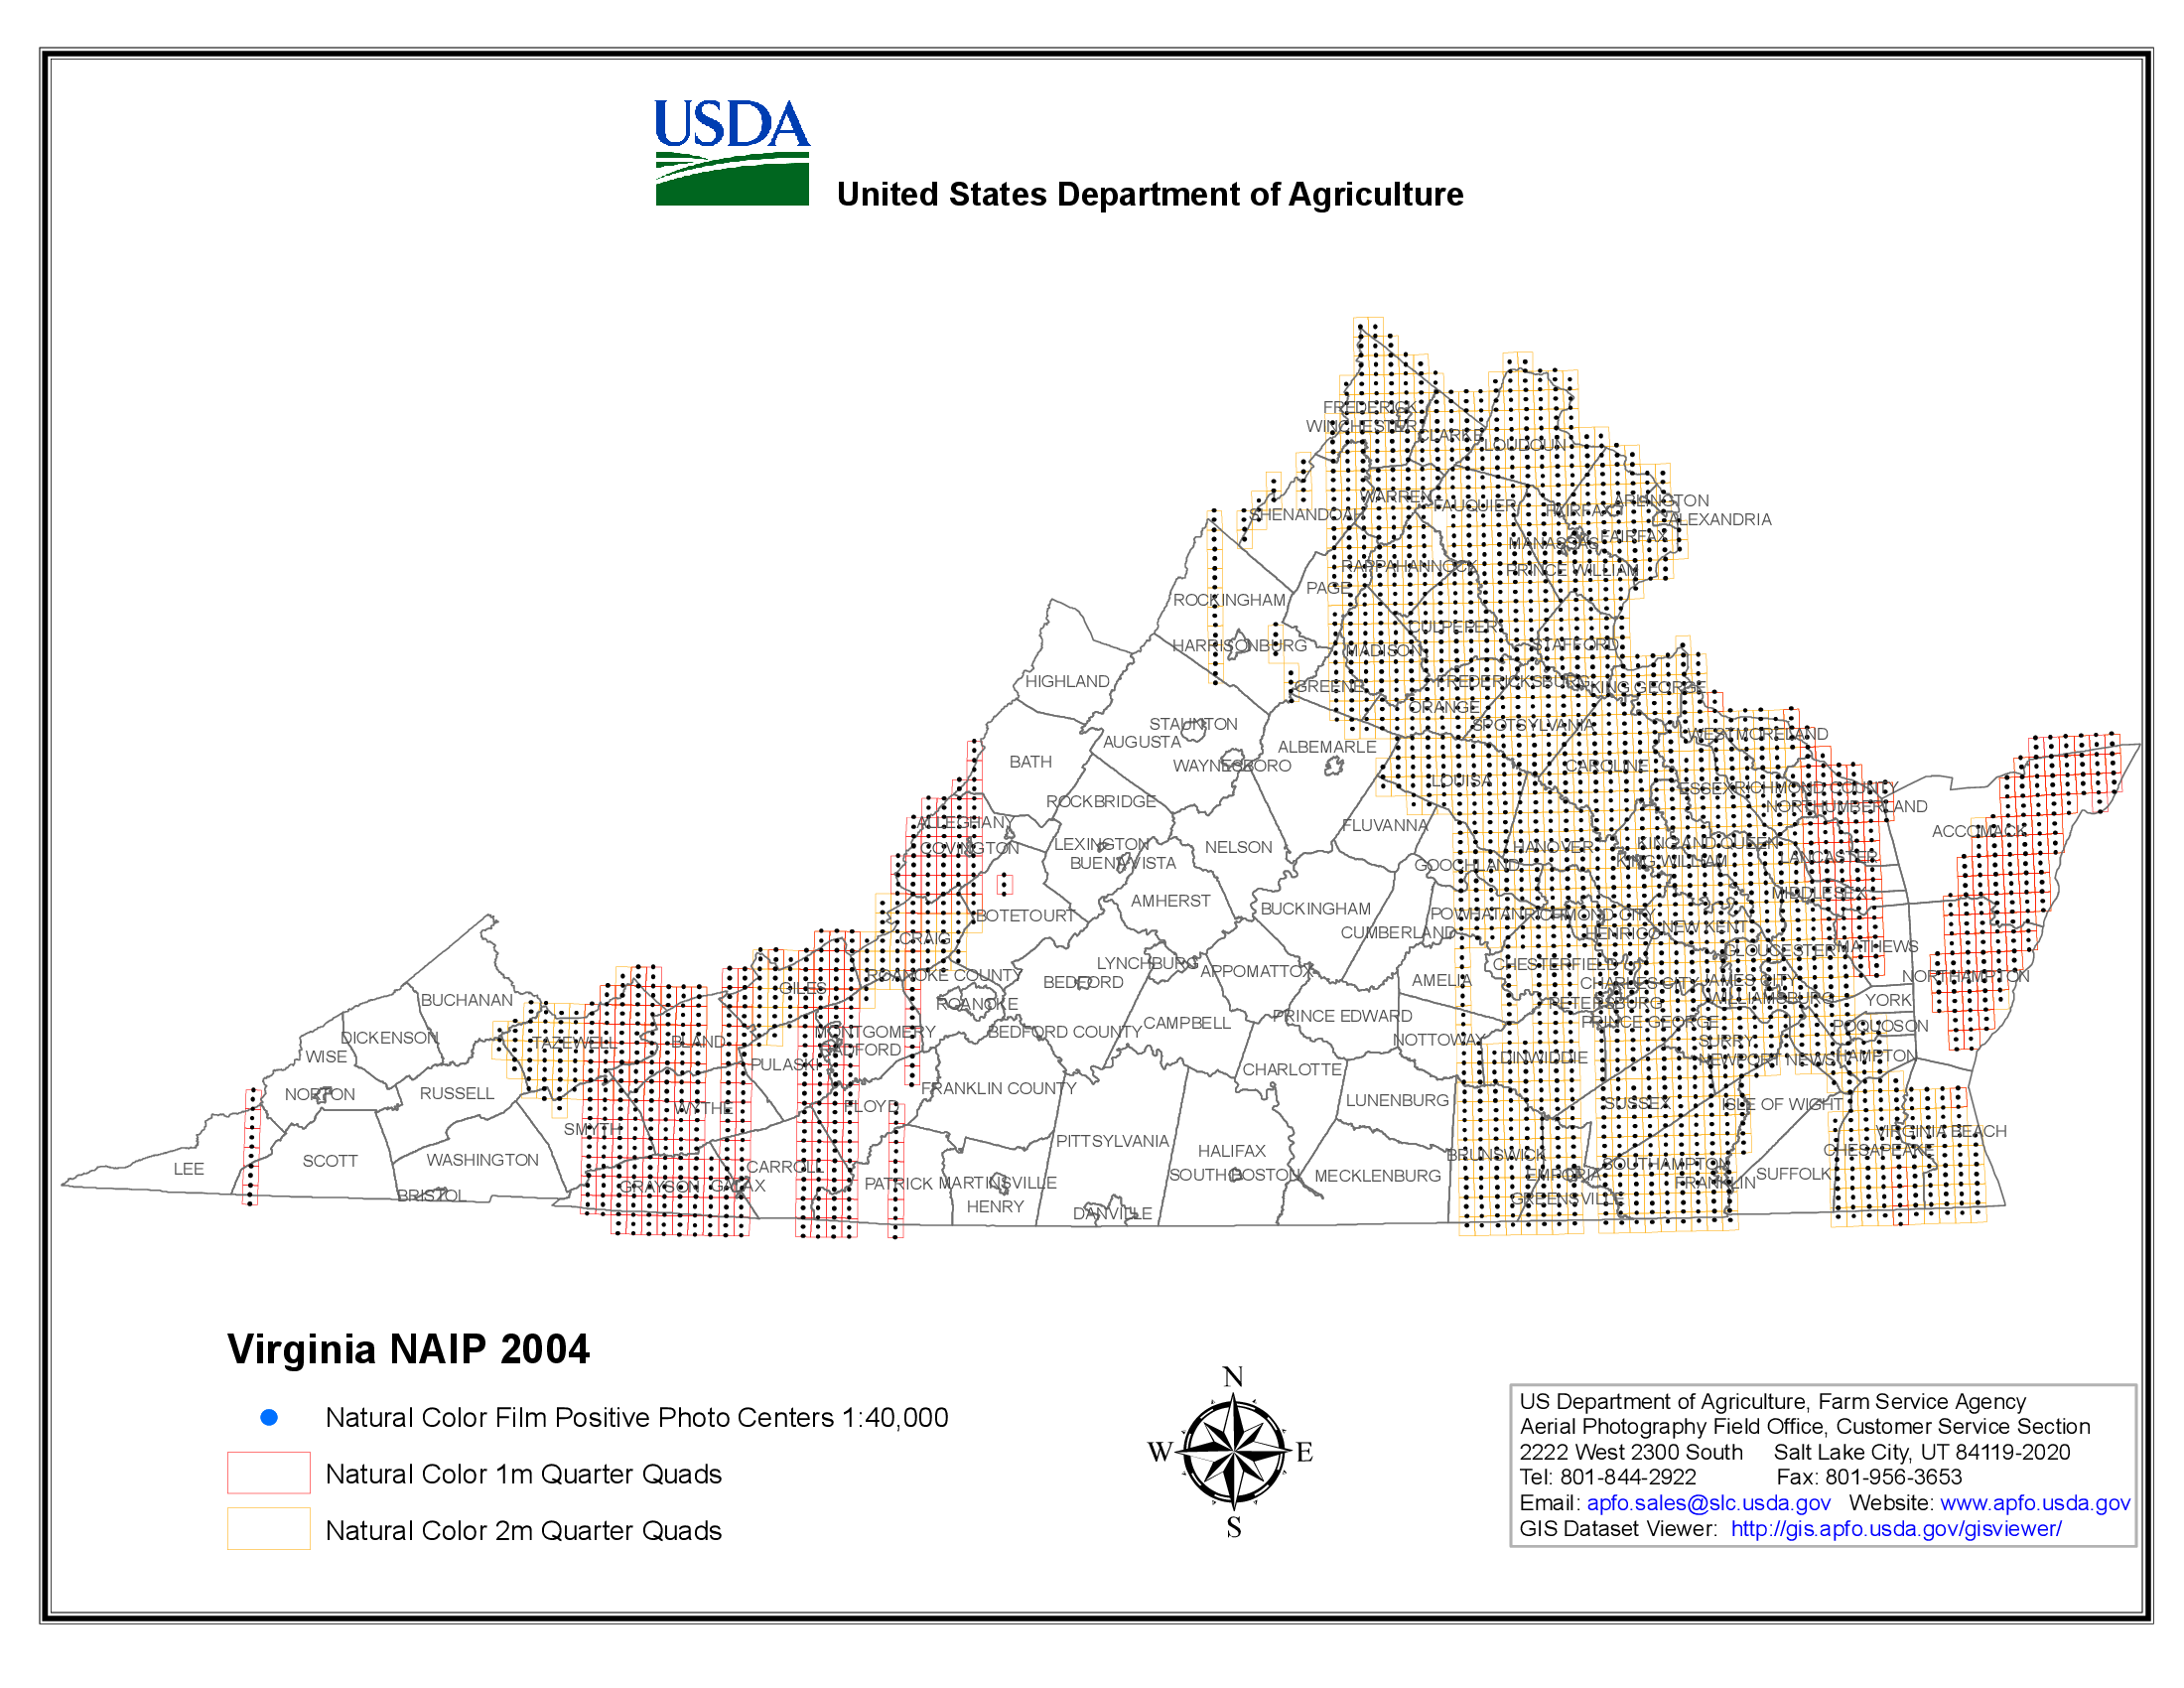 USDA
United States Department of Agriculture
FREDERICK
WINCHESTER
CLARKE
LOUDOUN
WARREN
FAUQUIER
ARLINGTON
SHENANDOAH
FAIRFAX
ALEXANDRIA
MANASSAS
FAIRFAX
RAPPAHANNOCK
PRINCE WILLIAM
PAGE
ROCKINGHAM
CULPEPER
HARRISONBURG
MADISON
STAFFORD
HIGHLAND
GREENE
FREDERICKSBURG
KING GEORGE
ORANGE
STAUNTON
SPOTSYLVANIA
AUGUSTA
ALBEMARLE
WESTMORELAND
BATH
WAYNESBORO
CAROLINE
LOUISA
ESSEX
RICHMOND COUNTY
ROCKBRIDGE
NORTHUMBERLAND
ALLEGHANY
FLUVANNA
ACCOMACK
COVINGTON
LEXINGTON
NELSON
HANOVER
KING AND QUEEN
BUENA VISTA
GOOCHLAND
KING WILLIAM
LANCASTER
AMHERST
MIDDLESEX
BOTETOURT
BUCKINGHAM
POWHATAN
RICHMOND CITY
CRAIG
CUMBERLAND
HENRICO
NEW KENT
GLOUCESTER
MATHEWS
LYNCHBURG
CHESTERFIELD
ROANOKE COUNTY
BEDFORD
APPOMATTOX
AMELIA
CHARLES CITY
JAMES CITY
NORTHAMPTON
GILES
BUCHANAN
ROANOKE
PETERSBURG
WILLIAMSBURG
YORK
CAMPBELL
PRINCE EDWARD
PRINCE GEORGE
POQUOSON
MONTGOMERY
BEDFORD COUNTY
DICKENSON
TAZEWELL
BLAND
RADFORD
NOTTOWAY
SURRY
WISE
PULASKI
CHARLOTTE
DINWIDDIE
NEWPORT NEWS
HAMPTON
NORTON
RUSSELL
FRANKLIN COUNTY
LUNENBURG
SUSSEX
ISLE OF WIGHT
WYTHE
FLOYD
SMYTH
PITTSYLVANIA
VIRGINIA BEACH
HALIFAX
CHESAPEAKE
LEE
SCOTT
WASHINGTON
CARROLL
BRUNSWICK
SOUTHAMPTON
SOUTH BOSTON
MECKLENBURG
EMPORIA
SUFFOLK
GRAYSON
GALAX
PATRICK
MARTINSVILLE
FRANKLIN
BRISTOL
HENRY
DANVILLE
GREENSVILLE
Virginia NAIP 2004
Natural Color Film Positive Photo Centers 1:40,000
Natural Color 1m Quarter Quads
Natural Color 2m Quarter Quads
N
W
E
S
US Department of Agriculture, Farm Service Agency
Aerial Photography Field Office, Customer Service Section
2222 West 2300 South Salt Lake City, UT 84119-2020
Tel: 801-844-2922 Fax: 801-956-3653
Email: apfo.sales@slc.usda.gov Website: www.apfo.usda.gov
GIS Dataset Viewer: http://gis.apfo.usda.gov/gisviewer/